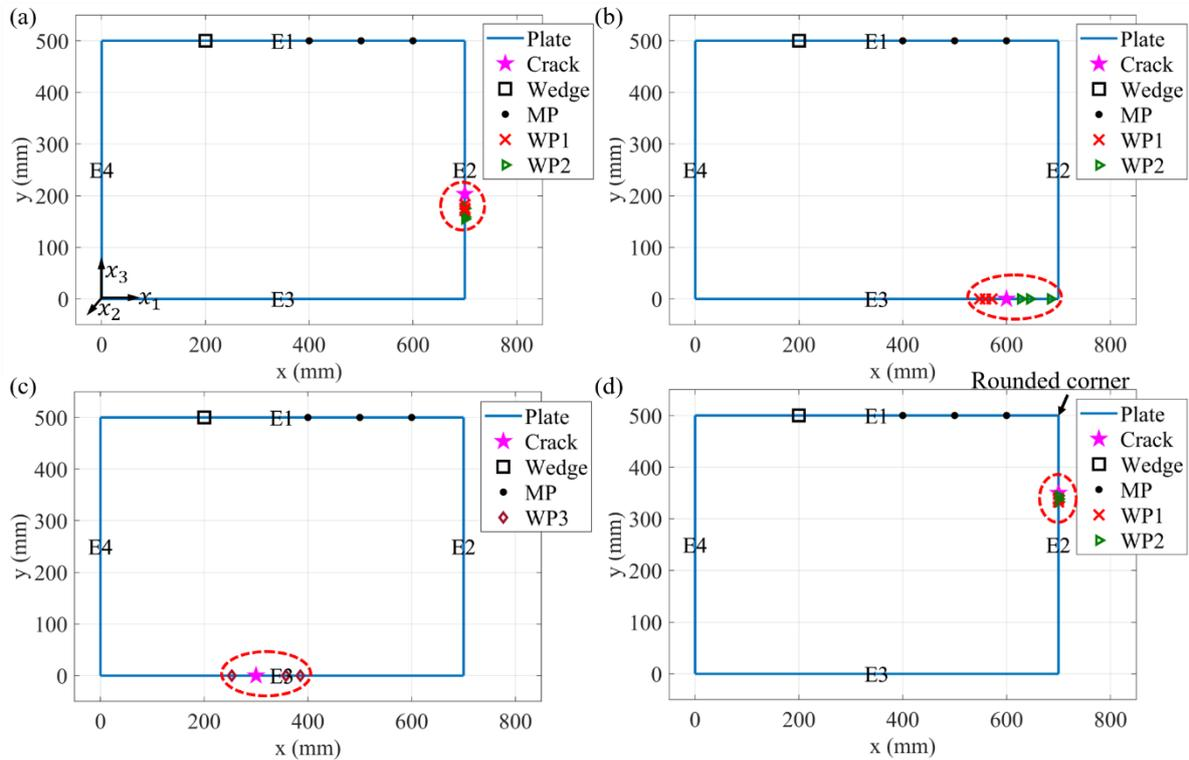 (a)
500
400
300
200
100
0
y (mm)
0
200
400
600
800
x (mm)
E1
E2
E3
E4
x₃
x₁
x₂
Plate
Crack
Wedge
MP
WP1
WP2
(b)
500
400
300
200
100
0
y (mm)
0
200
400
600
800
x (mm)
E1
E2
E3
E4
Plate
Crack
Wedge
MP
WP1
WP2
(c)
500
400
300
200
100
0
y (mm)
0
200
400
600
800
x (mm)
E1
E2
E3
E4
Plate
Crack
Wedge
MP
WP3
(d)
Rounded corner
500
400
300
200
100
0
y (mm)
0
200
400
600
800
x (mm)
E1
E2
E3
E4
Plate
Crack
Wedge
MP
WP1
WP2